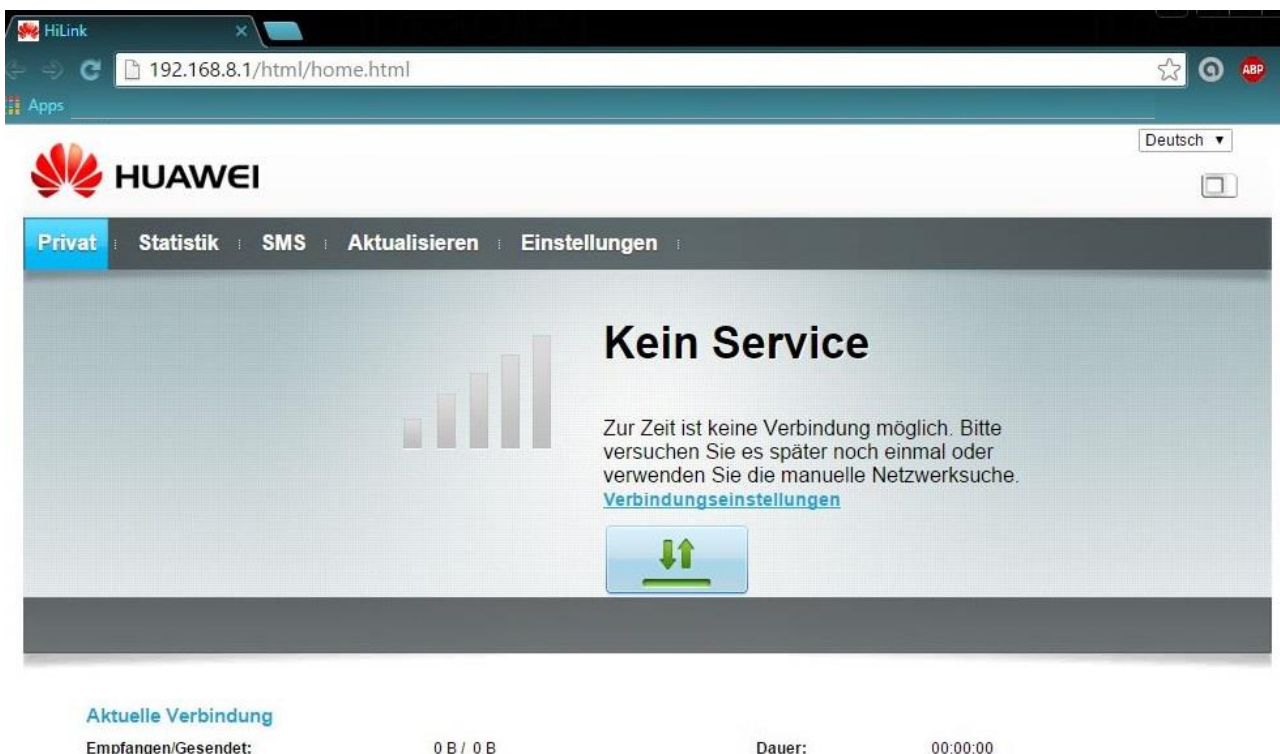 HiLink
192.168.8.1/html/home.html
ABP
Apps
Deutsch
HUAWEI
Privat
Statistik
SMS
Aktualisieren
Einstellungen
Kein Service
Zur Zeit ist keine Verbindung möglich. Bitte
versuchen Sie es später noch einmal oder
verwenden Sie die manuelle Netzwerksuche.
Verbindungseinstellungen
Aktuelle Verbindung
Empfangen/Gesendet: 0 B / 0 B Dauer: 00:00:00